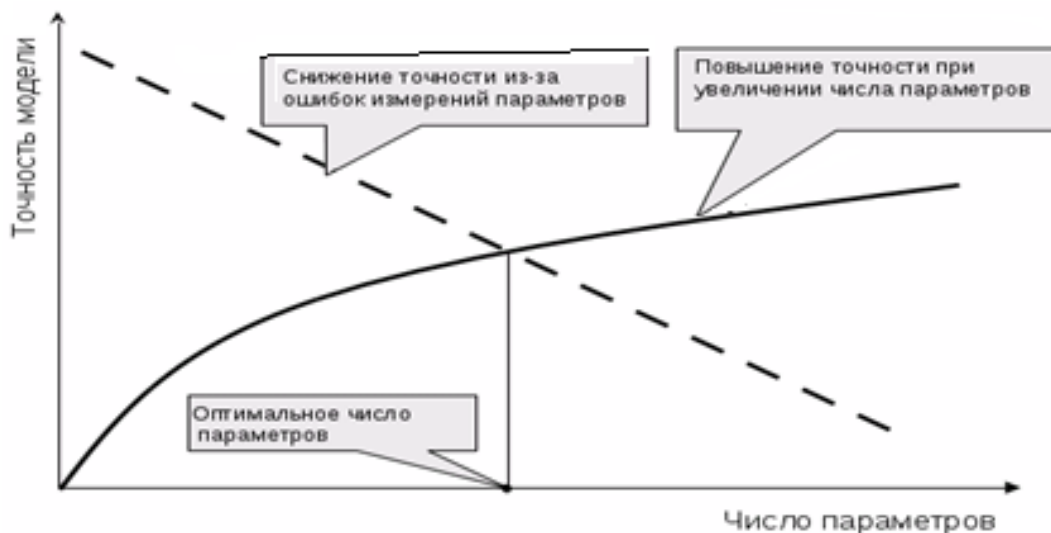 Точность модели
Снижение точности из-за
ошибок измерений параметров
Повышение точности при
увеличении числа параметров
Оптимальное число
параметров
Число параметров